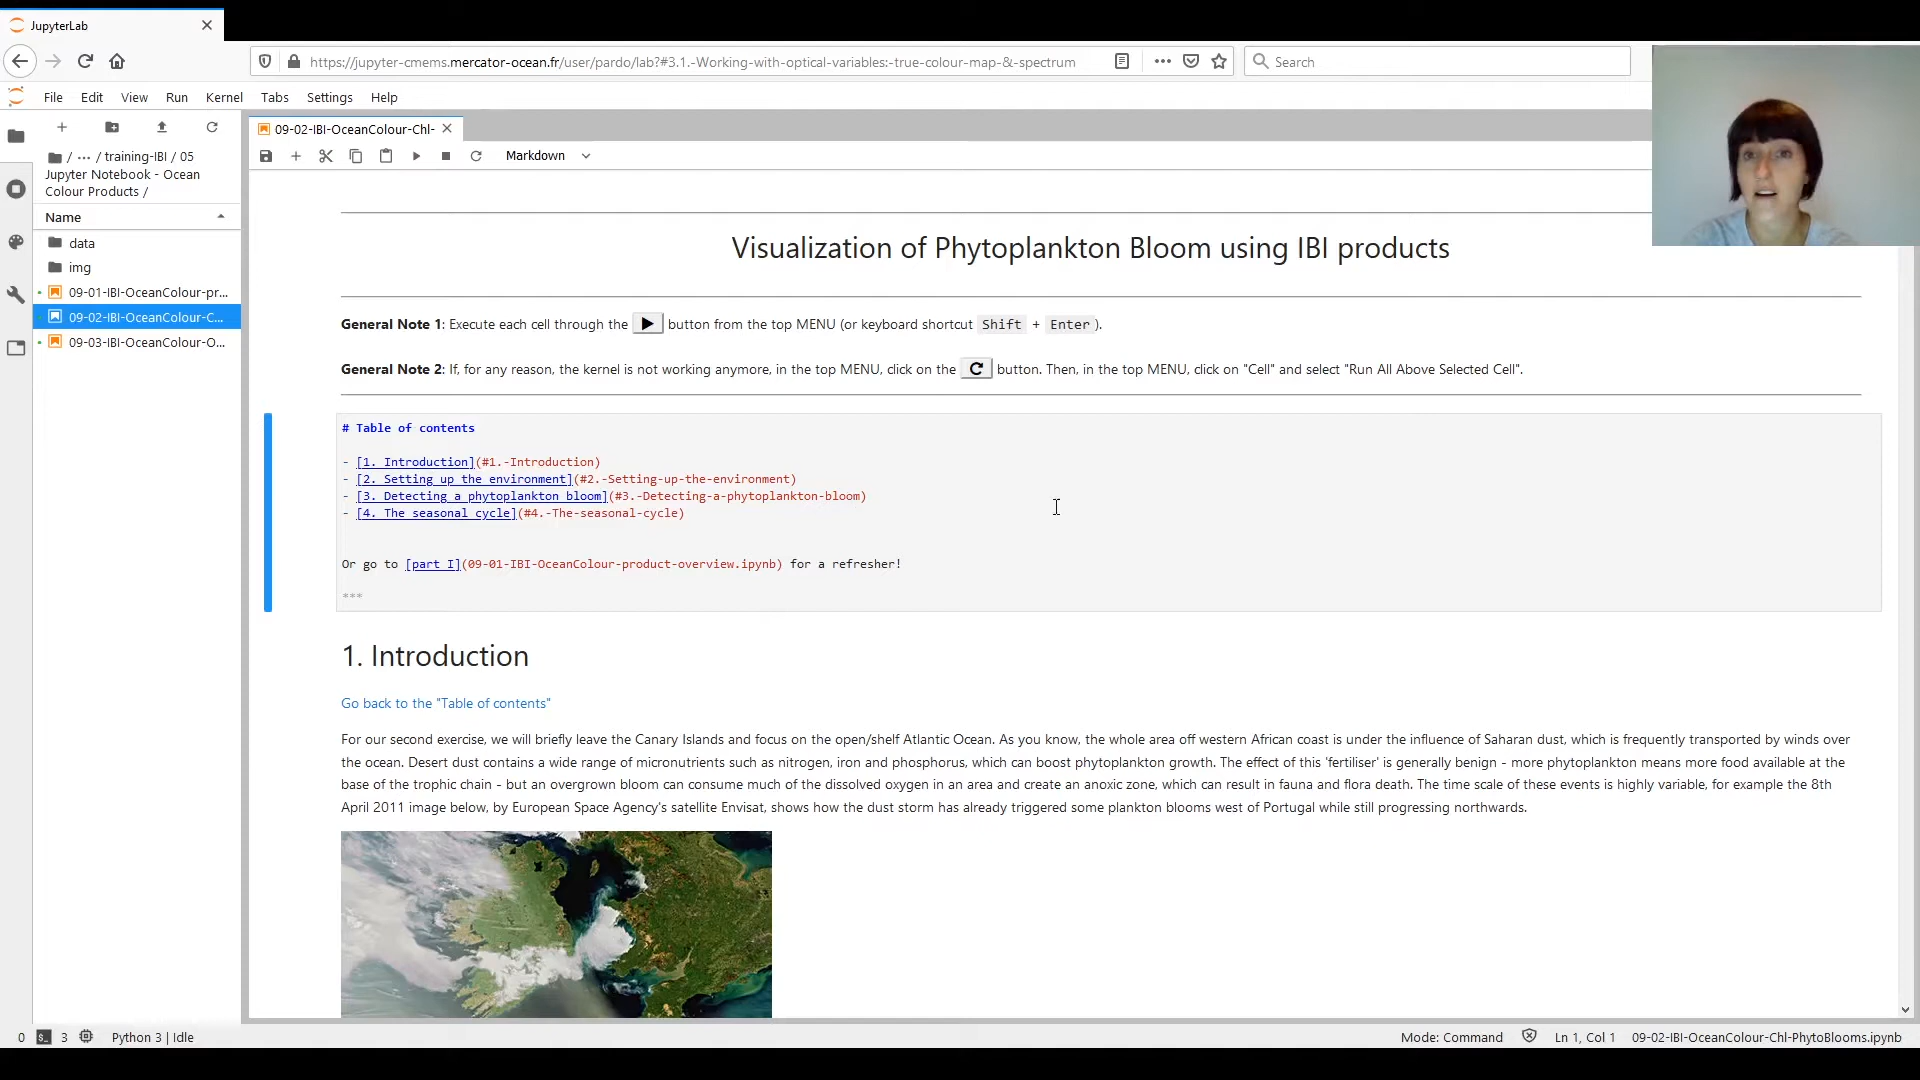 JupyterLab
https://jupyter-cmems.mercator-ocean.fr/user/pardo/lab?#3.1.-Working-with-optical-variables:-true-colour-map-&-spectrum
Search
File Edit View Run Kernel Tabs Settings Help
09-02-IBI-OceanColour-Chl-
/ ··· / training-IBI / 05
Jupyter Notebook - Ocean
Colour Products /
Markdown
Name
data
img
09-01-IBI-OceanColour-pr...
09-02-IBI-OceanColour-C...
09-03-IBI-OceanColour-O...
Visualization of Phytoplankton Bloom using IBI products
General Note 1: Execute each cell through the button from the top MENU (or keyboard shortcut Shift + Enter).
General Note 2: If, for any reason, the kernel is not working anymore, in the top MENU, click on the button. Then, in the top MENU, click on "Cell" and select "Run All Above Selected Cell".
# Table of contents
- [1. Introduction](#1.-Introduction)
- [2. Setting up the environment](#2.-Setting-up-the-environment)
- [3. Detecting a phytoplankton bloom](#3.-Detecting-a-phytoplankton-bloom)
- [4. The seasonal cycle](#4.-The-seasonal-cycle)
Or go to [part I](09-01-IBI-OceanColour-product-overview.ipynb) for a refresher!
***
1. Introduction
Go back to the "Table of contents"
For our second exercise, we will briefly leave the Canary Islands and focus on the open/shelf Atlantic Ocean. As you know, the whole area off western African coast is under the influence of Saharan dust, which is frequently transported by winds over
the ocean. Desert dust contains a wide range of micronutrients such as nitrogen, iron and phosphorus, which can boost phytoplankton growth. The effect of this 'fertiliser' is generally benign - more phytoplankton means more food available at the
base of the trophic chain - but an overgrown bloom can consume much of the dissolved oxygen in an area and create an anoxic zone, which can result in fauna and flora death. The time scale of these events is highly variable, for example the 8th
April 2011 image below, by European Space Agency's satellite Envisat, shows how the dust storm has already triggered some plankton blooms west of Portugal while still progressing northwards.
0 3 Python 3 | Idle
Mode: Command Ln 1, Col 1 09-02-IBI-OceanColour-Chl-PhytoBlooms.ipynb